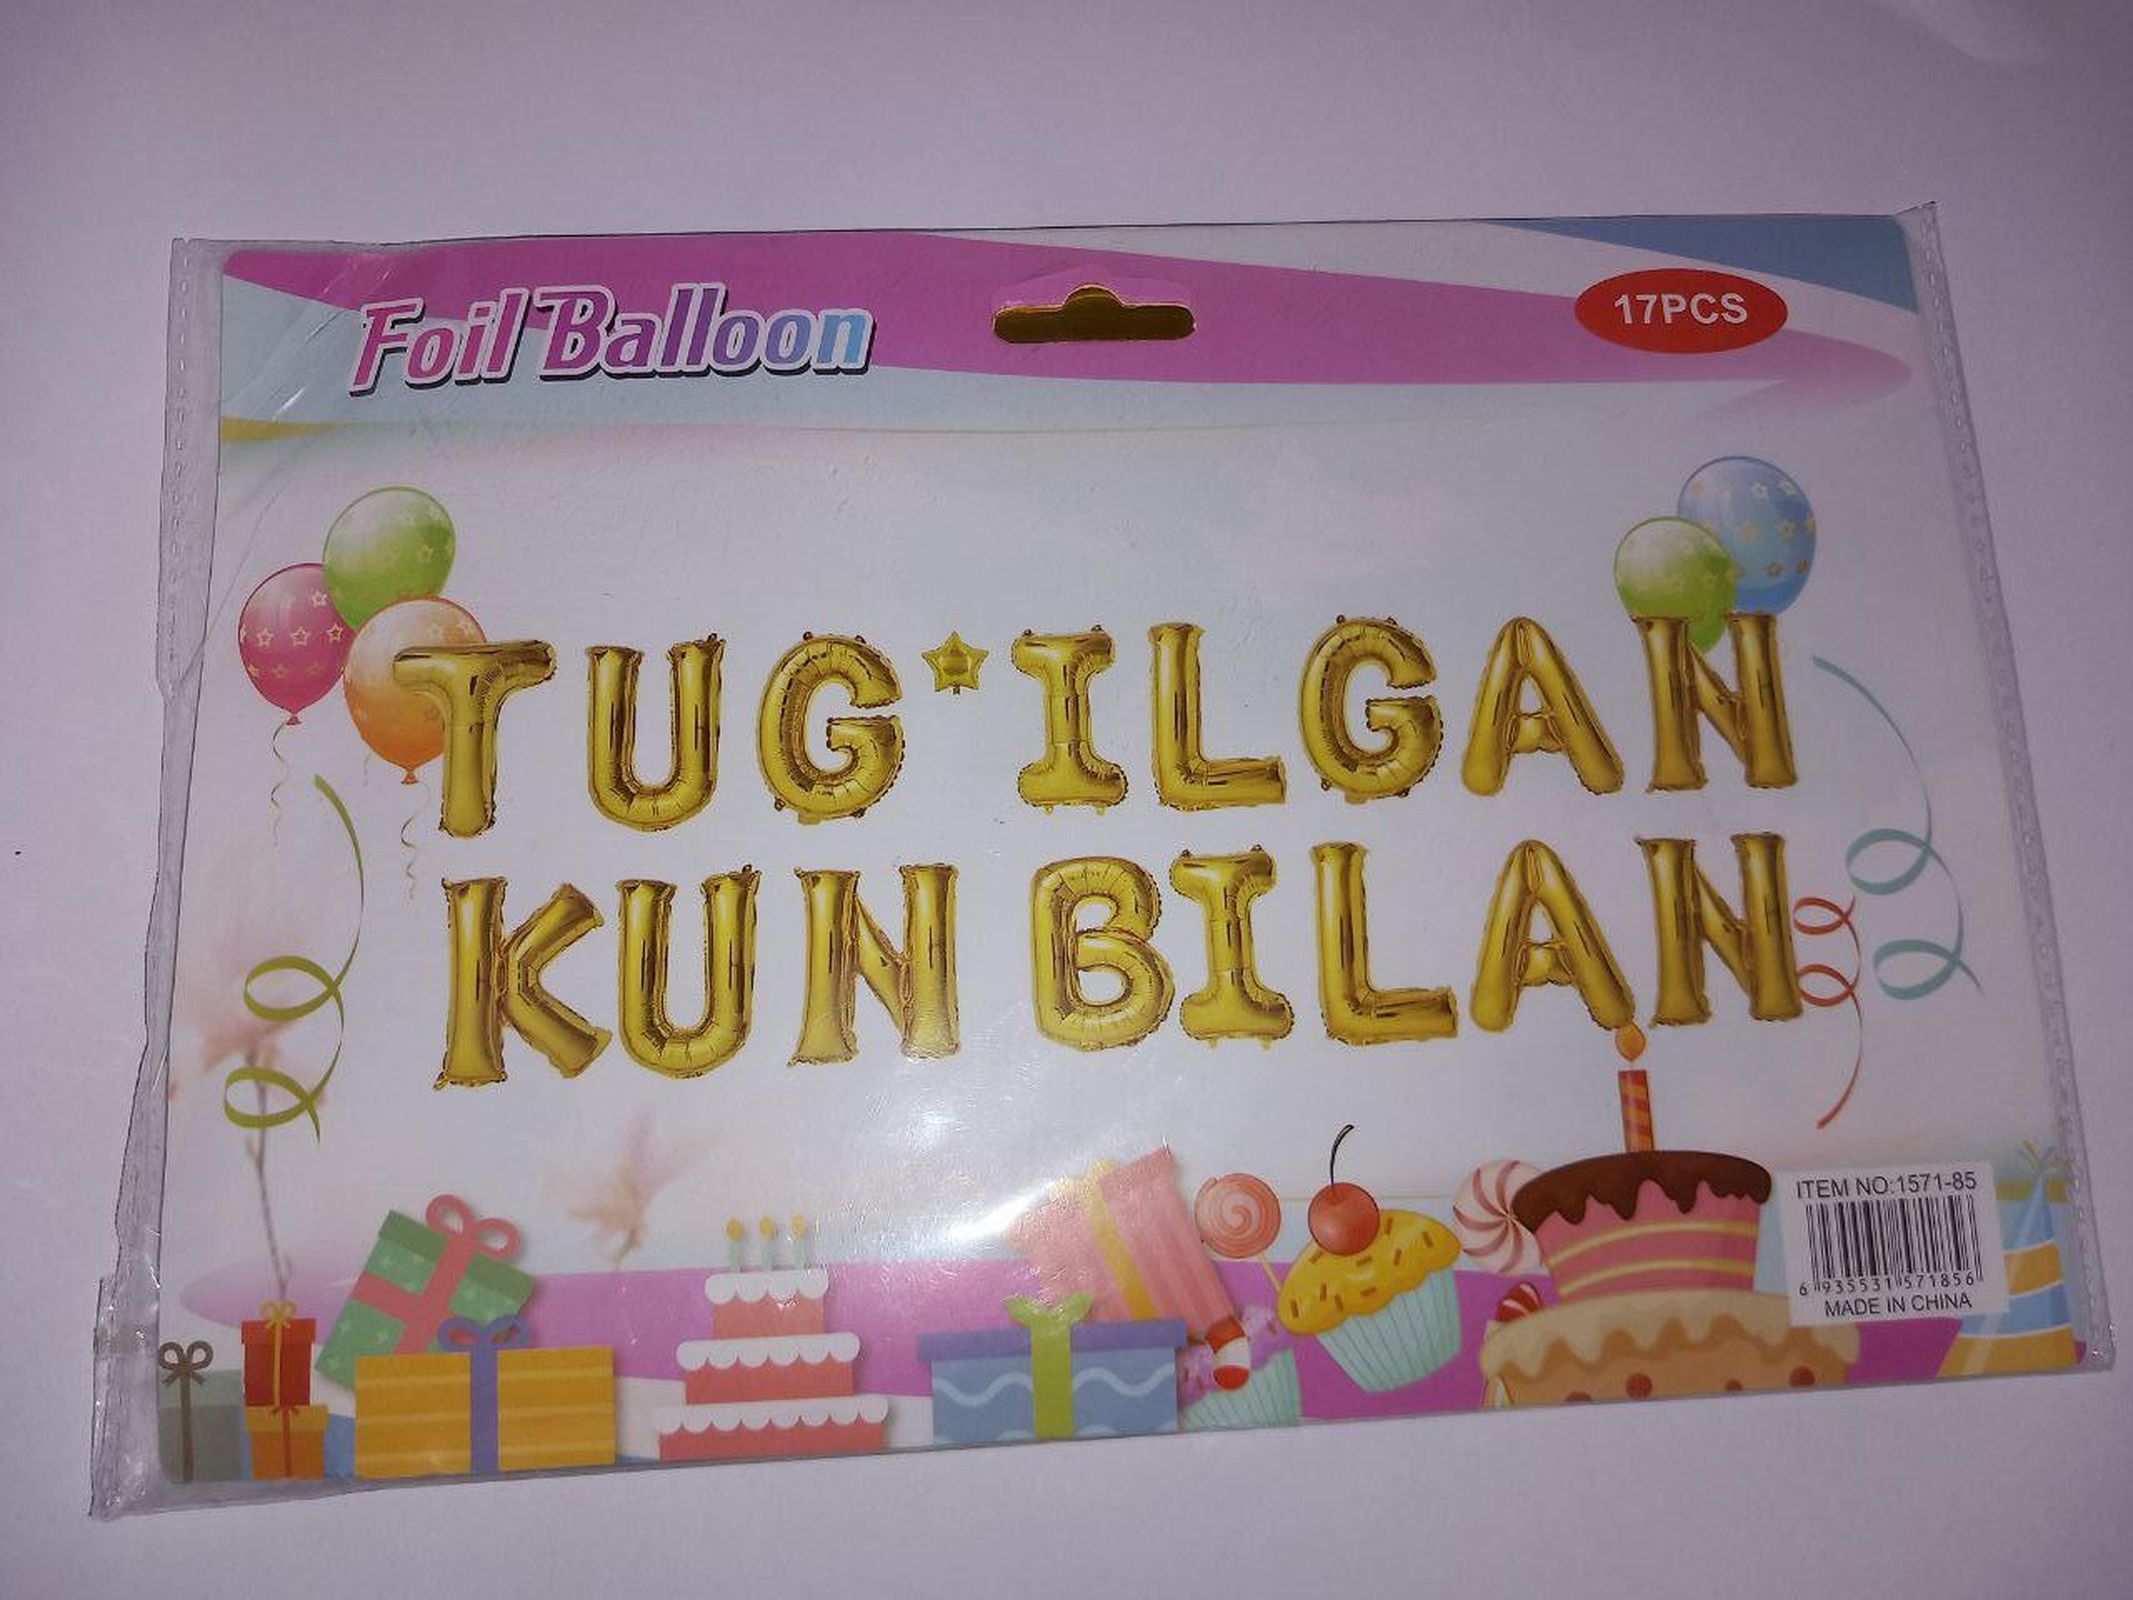 Foil Balloon
17PCS
TUG*ILGAN
KUN BILAN
ITEM NO:1571-85
6 935531 571856
MADE IN CHINA